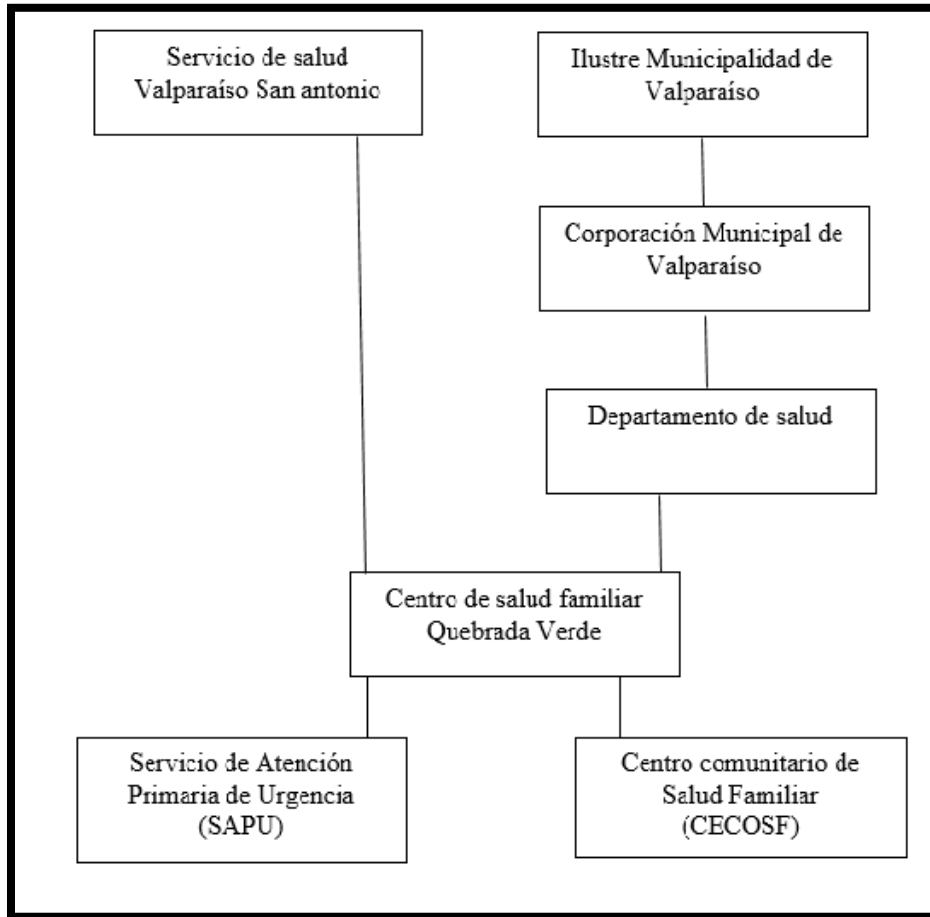 Servicio de salud
Valparaíso San antonio
Ilustre Municipalidad de
Valparaíso
Corporación Municipal de
Valparaíso
Departamento de salud
Centro de salud familiar
Quebrada Verde
Servicio de Atención
Primaria de Urgencia
(SAPU)
Centro comunitario de
Salud Familiar
(CECOSF)